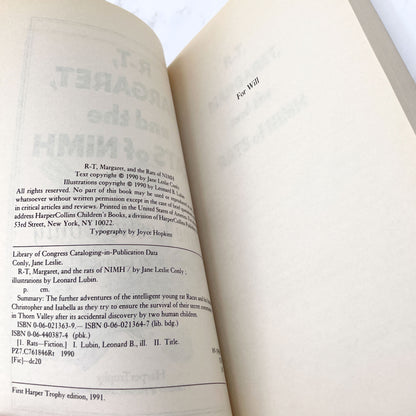 R-T, Margaret, and the Rats of NIMH
Text copyright © 1990 by Jane Leslie Conly
Illustrations copyright © 1990 by Leonard B. Lubin
All rights reserved. No part of this book may be used or reproduced
whatsoever without written permission except in the case of brief
in critical articles and reviews. Printed in the United States of America.
address HarperCollins Children's Books, a division of HarperCollins
53rd Street, New York, NY 10022.
Typography by Joyce Hopkins
Library of Congress Cataloging-in-Publication Data
Conly, Jane Leslie.
R-T, Margaret, and the rats of NIMH / by Jane Leslie Conly ;
illustrations by Leonard Lubin.
p. cm.
Summary: The further adventures of the intelligent young rat Racso and his
Christopher and Isabella as they try to ensure the survival of their secret
in Thorn Valley after its accidental discovery by two human children.
ISBN 0-06-021363-9.— ISBN 0-06-021364-7 (lib. bdg.)
ISBN 0-06-440387-4 (pbk.)
[1. Rats—Fiction.] I. Lubin, Leonard B., ill. II. Title.
PZ7.C761846Rt 1990
[Fic]—dc20
First Harper Trophy edition, 1991.
For Will